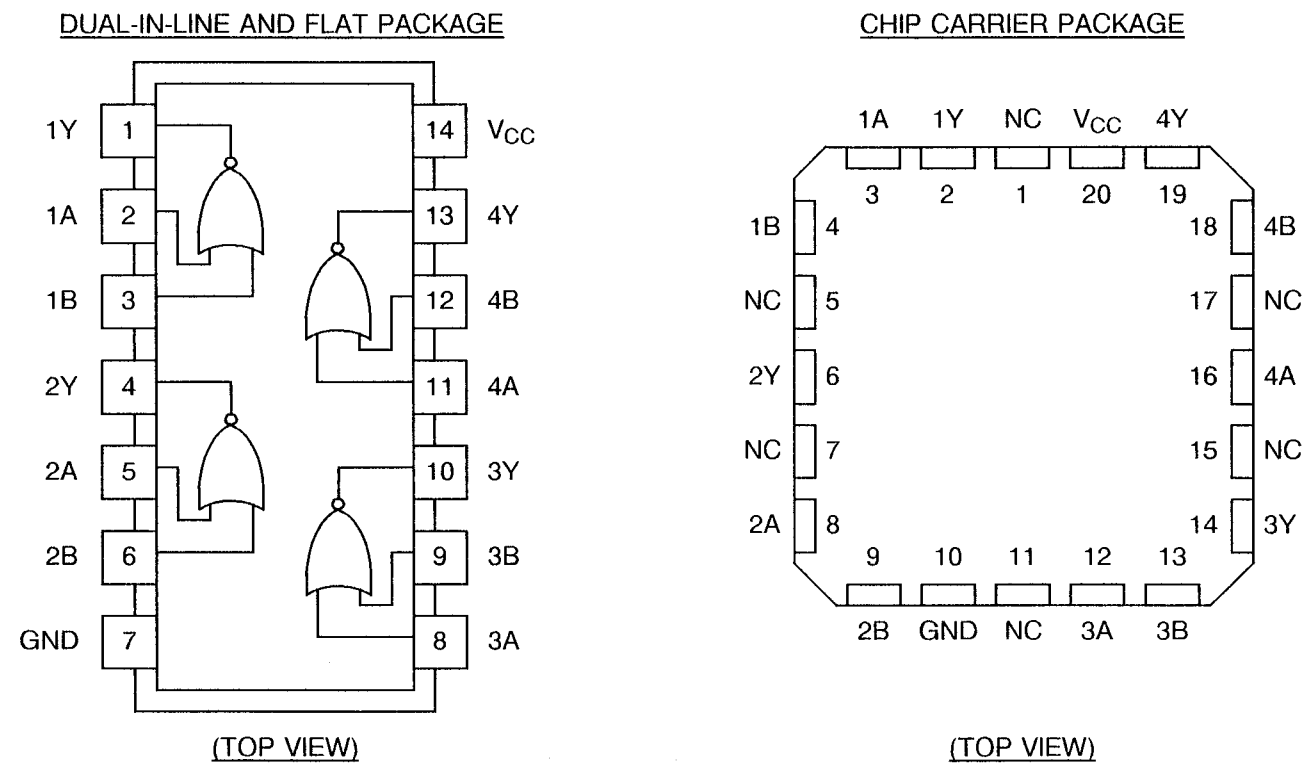 DUAL-IN-LINE AND FLAT PACKAGE
1Y 1 14 VCC
1A 2 13 4Y
1B 3 12 4B
2Y 4 11 4A
2A 5 10 3Y
2B 6 9 3B
GND 7 8 3A
(TOP VIEW)
CHIP CARRIER PACKAGE
1A 1Y NC VCC 4Y
3 2 1 20 19
1B 4 18 4B
NC 5 17 NC
2Y 6 16 4A
NC 7 15 NC
2A 8 14 3Y
9 10 11 12 13
2B GND NC 3A 3B
(TOP VIEW)